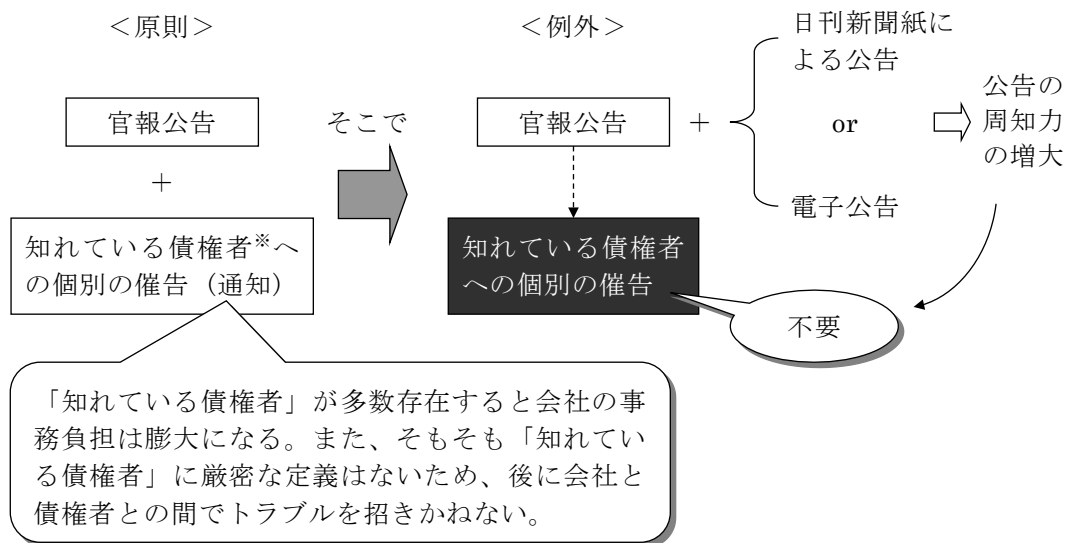 ＜原則＞
官報公告
＋
知れている債権者※へ
の個別の催告（通知）
「知れている債権者」が多数存在すると会社の事
務負担は膨大になる。また、そもそも「知れてい
る債権者」に厳密な定義はないため、後に会社と
債権者との間でトラブルを招きかねない。
そこで
＜例外＞
官報公告
＋
日刊新聞紙に
よる公告
or
電子公告
知れている債権者
への個別の催告
不要
公告の
周知力
の増大